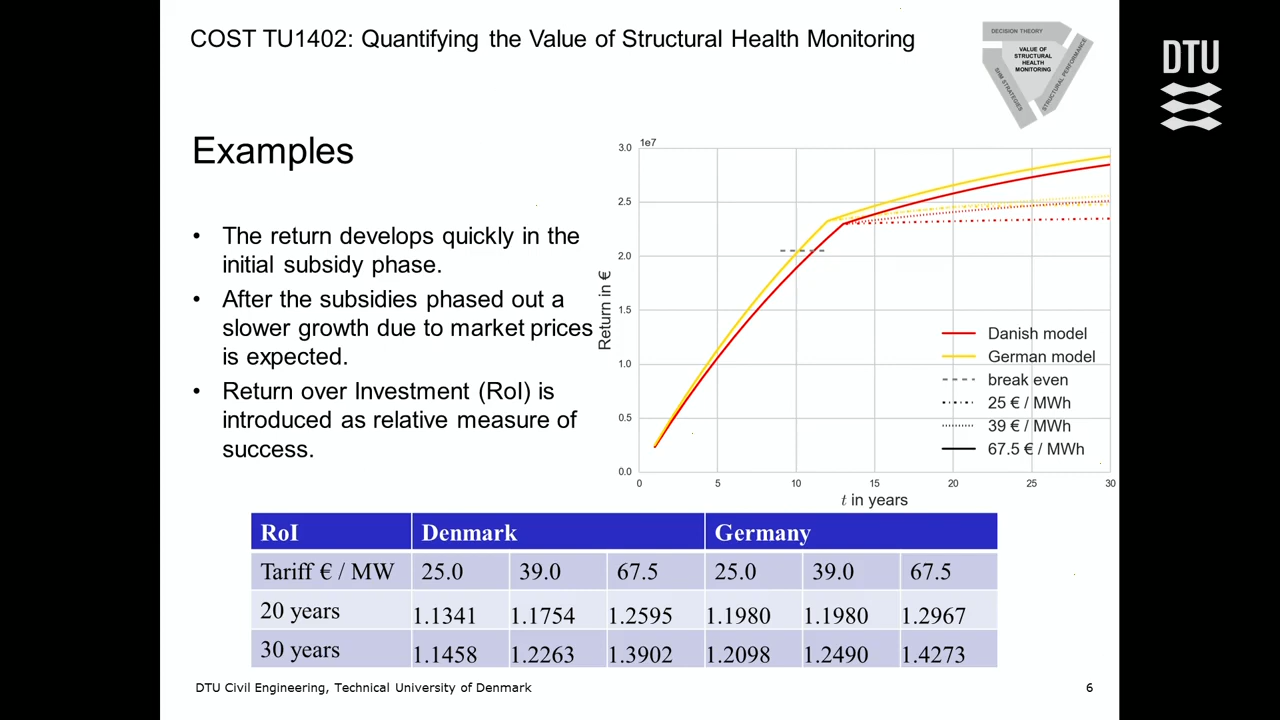 COST TU1402: Quantifying the Value of Structural Health Monitoring
DECISION THEORY
VALUE OF
STRUCTURAL
HEALTH
MONITORING
SHM STRATEGIES
STRUCTURAL PERFORMANCE
DTU
Examples
• The return develops quickly in the
initial subsidy phase.
• After the subsidies phased out a
slower growth due to market prices
is expected.
• Return over Investment (RoI) is
introduced as relative measure of
success.
1e7
3.0
2.5
2.0
1.5
1.0
0.5
0.0
Return in €
0 5 10 15 20 25 30
t in years
Danish model
German model
break even
25 € / MWh
39 € / MWh
67.5 € / MWh
RoI Denmark Germany
Tariff € / MW 25.0 39.0 67.5 25.0 39.0 67.5
20 years 1.1341 1.1754 1.2595 1.1980 1.1980 1.2967
30 years 1.1458 1.2263 1.3902 1.2098 1.2490 1.4273
DTU Civil Engineering, Technical University of Denmark
6